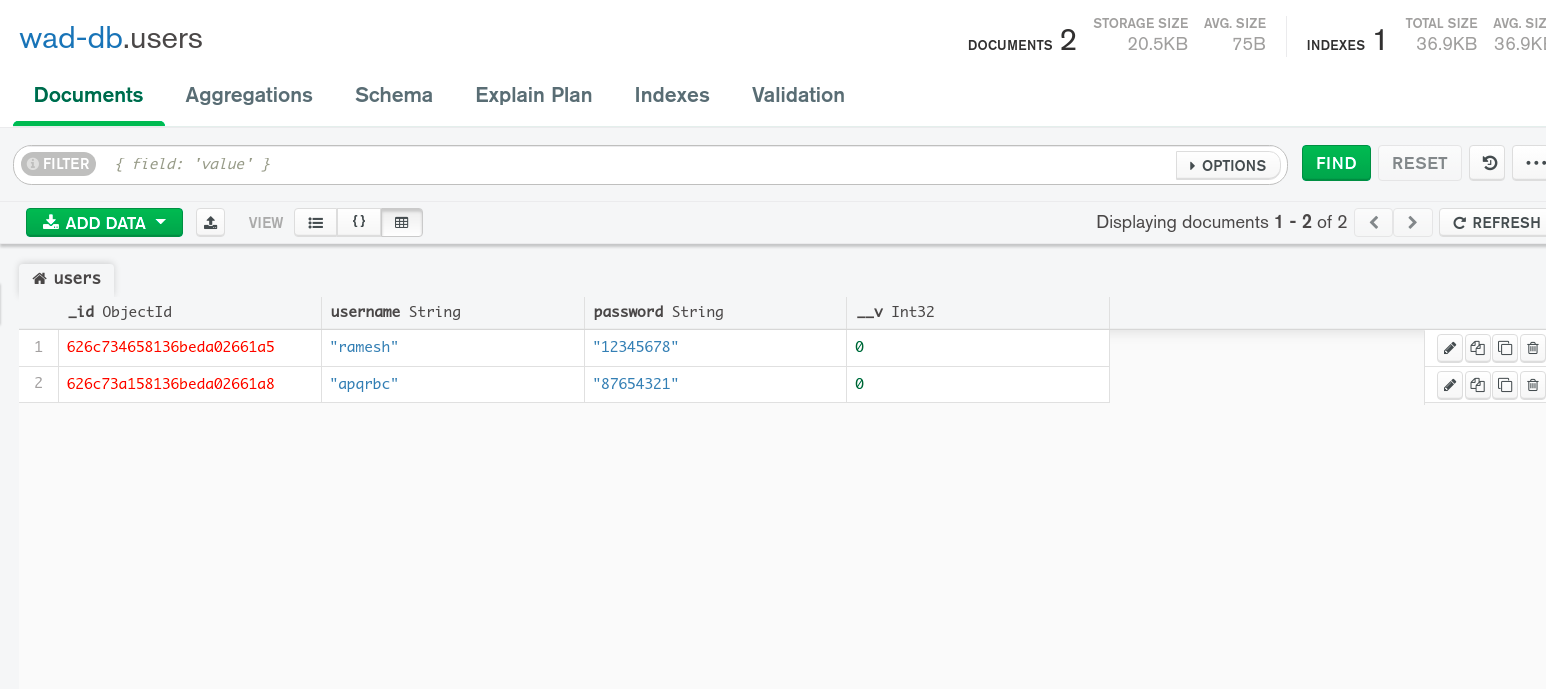 wad-db.users
DOCUMENTS 2 STORAGE SIZE 20.5KB AVG. SIZE 75B INDEXES 1 TOTAL SIZE 36.9KB AVG. SIZ 36.9K
Documents Aggregations Schema Explain Plan Indexes Validation
FILTER { field: 'value' } OPTIONS FIND RESET ...
ADD DATA VIEW {} Displaying documents 1 - 2 of 2 REFRESH
users
_id ObjectId username String password String __v Int32
1 626c734658136beda02661a5 "ramesh" "12345678" 0
2 626c73a158136beda02661a8 "apqrbc" "87654321" 0